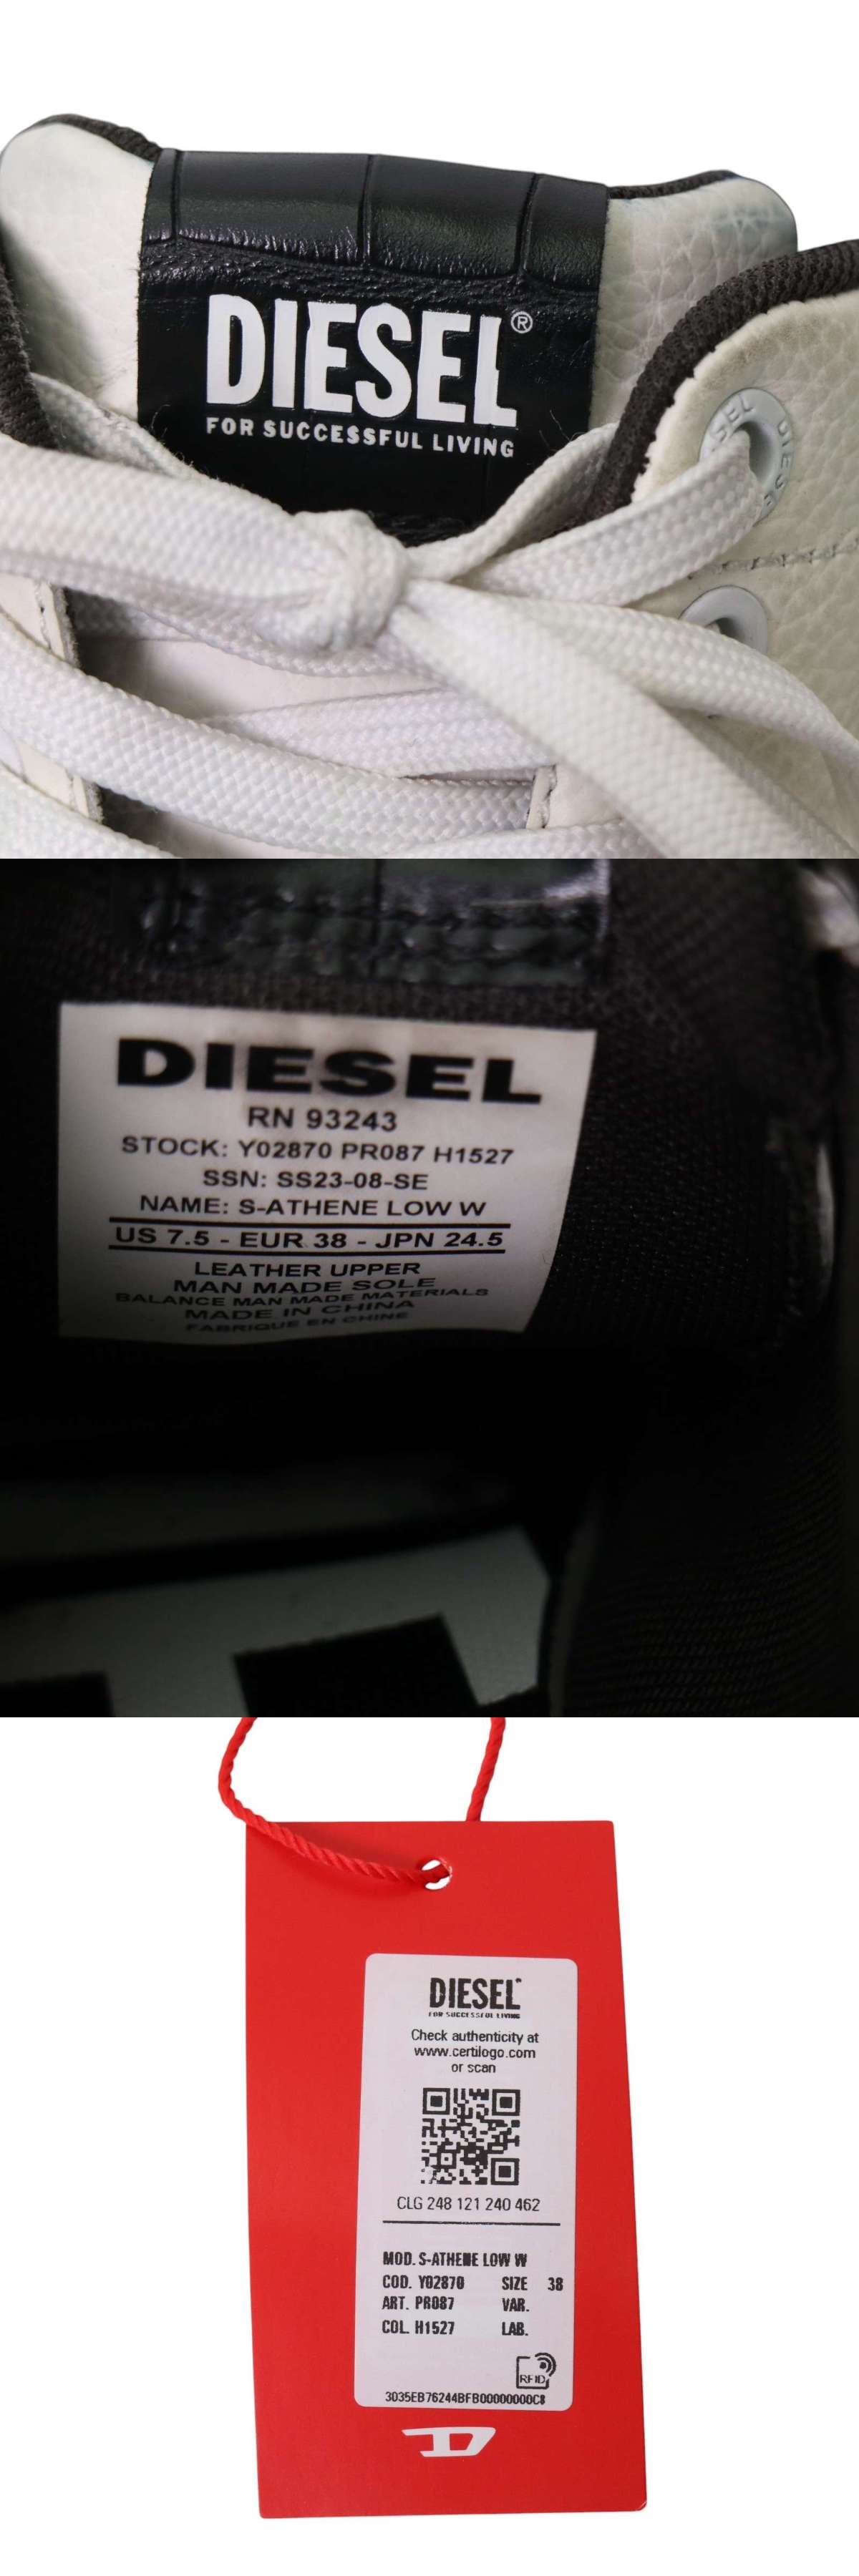 DIESEL®
FOR SUCCESSFUL LIVING
SEL DIESE
DIESEL
RN 93243
STOCK: Y02870 PR087 H1527
SSN: SS23-08-SE
NAME: S-ATHENE LOW W
US 7.5 - EUR 38 - JPN 24.5
LEATHER UPPER
MAN MADE SOLE
BALANCE MAN MADE MATERIALS
MADE IN CHINA
FABRIQUE EN CHINE
DIESEL
FOR SUCCESSFUL LIVING
Check authenticity at
www.certilogo.com
or scan
CLG 248 121 240 462
MOD. S-ATHENE LOW W
COD. Y02870 SIZE 38
ART. PR087 VAR.
COL. H1527 LAB.
RFID
3035EB76244BFB00000000C8
D